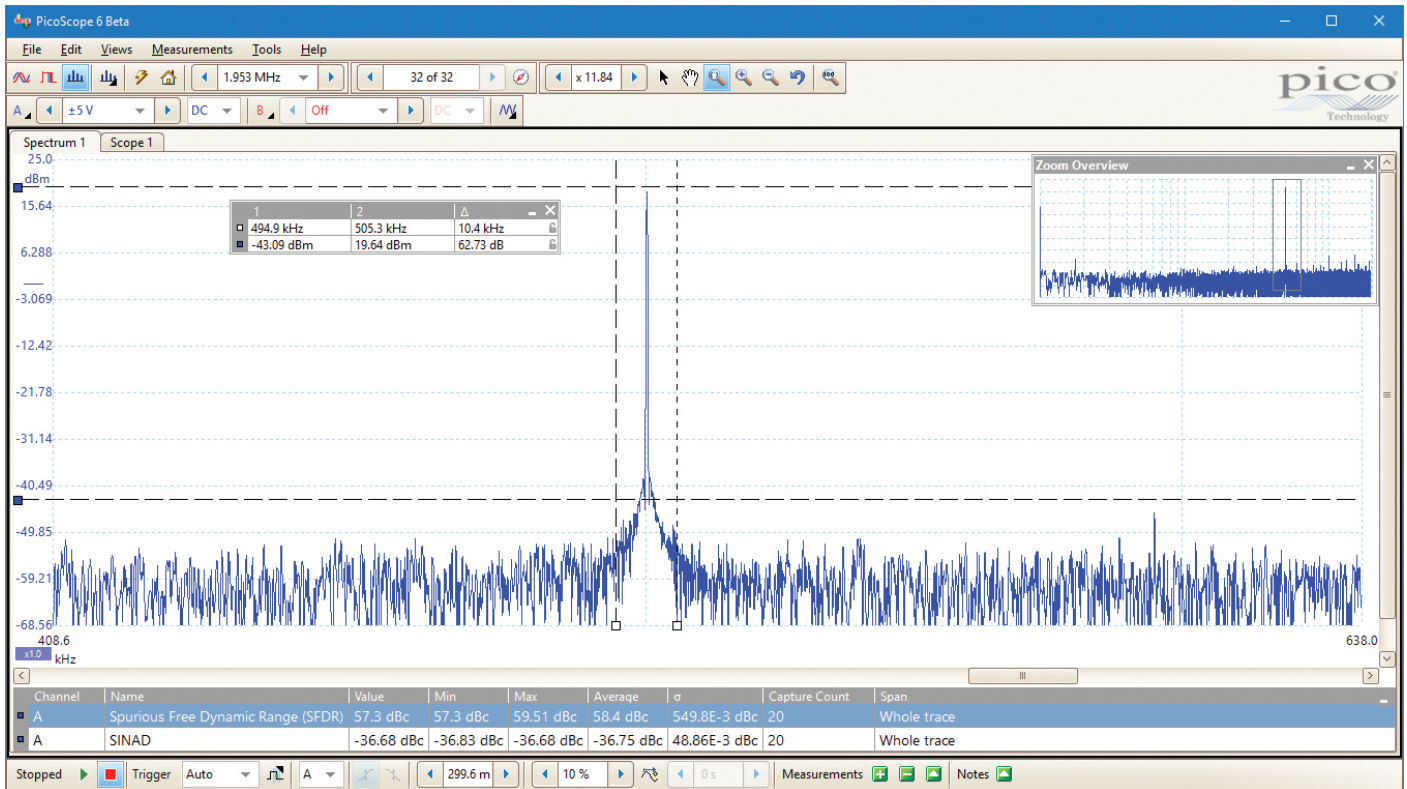 PicoScope 6 Beta
File Edit Views Measurements Tools Help
1.953 MHz 32 of 32 x 11.84
pico
Technology
A ±5 V DC B Off DC
Spectrum 1 Scope 1
25.0
dBm
15.64
6.288
-3.069
-12.42
-21.78
-31.14
-40.49
-49.85
-59.21
-68.56
1 2 Δ
494.9 kHz 505.3 kHz 10.4 kHz
-43.09 dBm 19.64 dBm 62.73 dB
Zoom Overview
408.6 638.0
x1.0 kHz
Channel Name Value Min Max Average σ Capture Count Span
A Spurious Free Dynamic Range (SFDR) 57.3 dBc 57.3 dBc 59.51 dBc 58.4 dBc 549.8E-3 dBc 20 Whole trace
A SINAD -36.68 dBc -36.83 dBc -36.68 dBc -36.75 dBc 48.86E-3 dBc 20 Whole trace
Stopped Trigger Auto A 299.6 m 10 % 0 s Measurements Notes